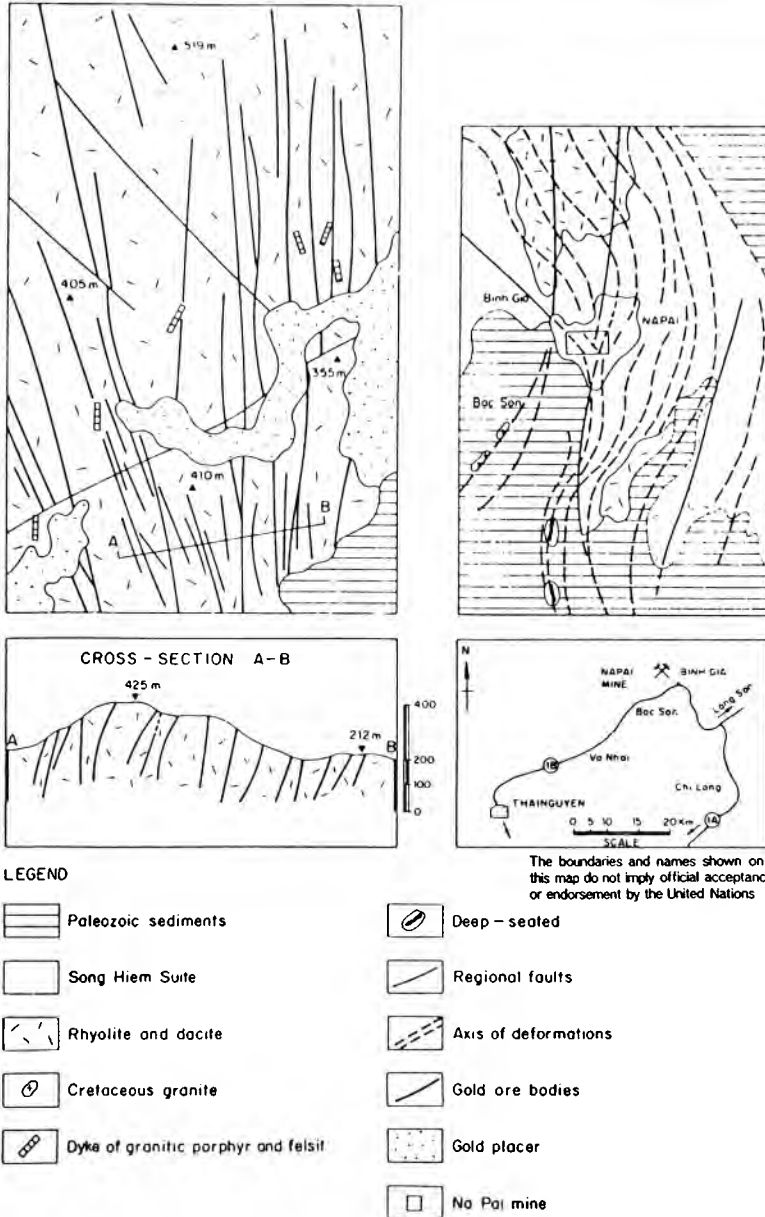 519 m
405 m
355 m
410 m
A
B
Binh Gia
NAPAI
Bac Son
CROSS - SECTION A-B
425 m
212 m
A
B
400
200
100
0
N
NAPAI
MINE
BINH GIA
Lang Son
Bac Son
Vo Nhai
1B
Chi Lang
THAINGUYEN
1A
0 5 10 15 20 Km
SCALE
The boundaries and names shown on
this map do not imply official acceptanc
or endorsement by the United Nations
LEGEND
Paleozoic sediments
Song Hiem Suite
Rhyolite and dacite
Cretaceous granite
Dyke of granitic porphyr and felsit
Deep - seated
Regional faults
Axis of deformations
Gold ore bodies
Gold placer
Na Pai mine